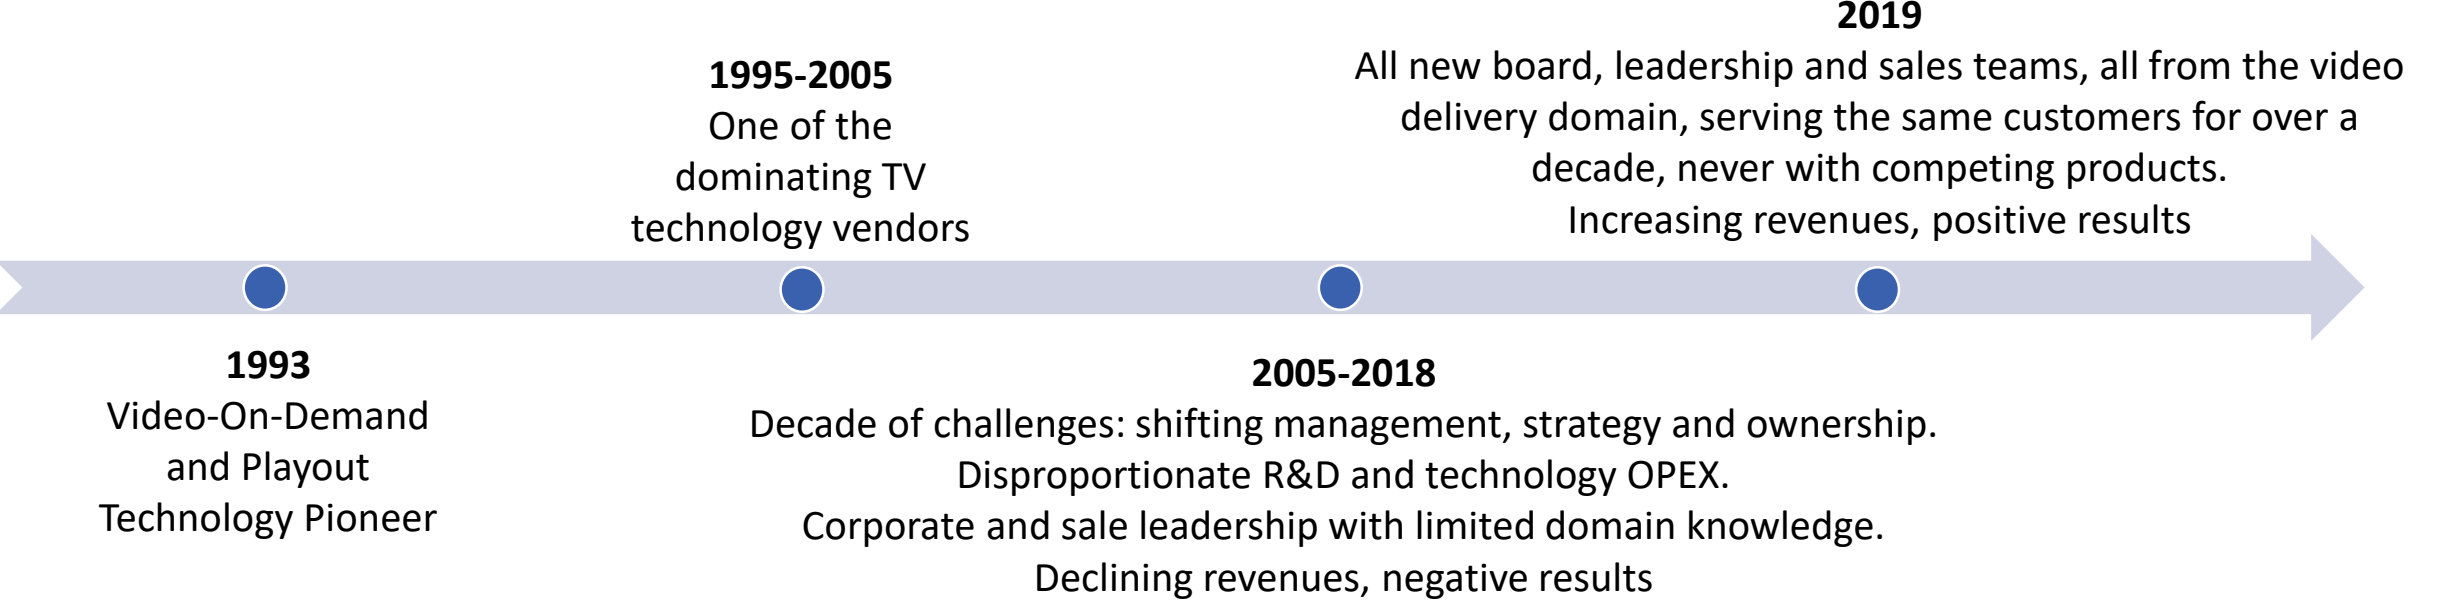 1993
Video-On-Demand
and Playout
Technology Pioneer
1995-2005
One of the
dominating TV
technology vendors
2005-2018
Decade of challenges: shifting management, strategy and ownership.
Disproportionate R&D and technology OPEX.
Corporate and sale leadership with limited domain knowledge.
Declining revenues, negative results
2019
All new board, leadership and sales teams, all from the video
delivery domain, serving the same customers for over a
decade, never with competing products.
Increasing revenues, positive results